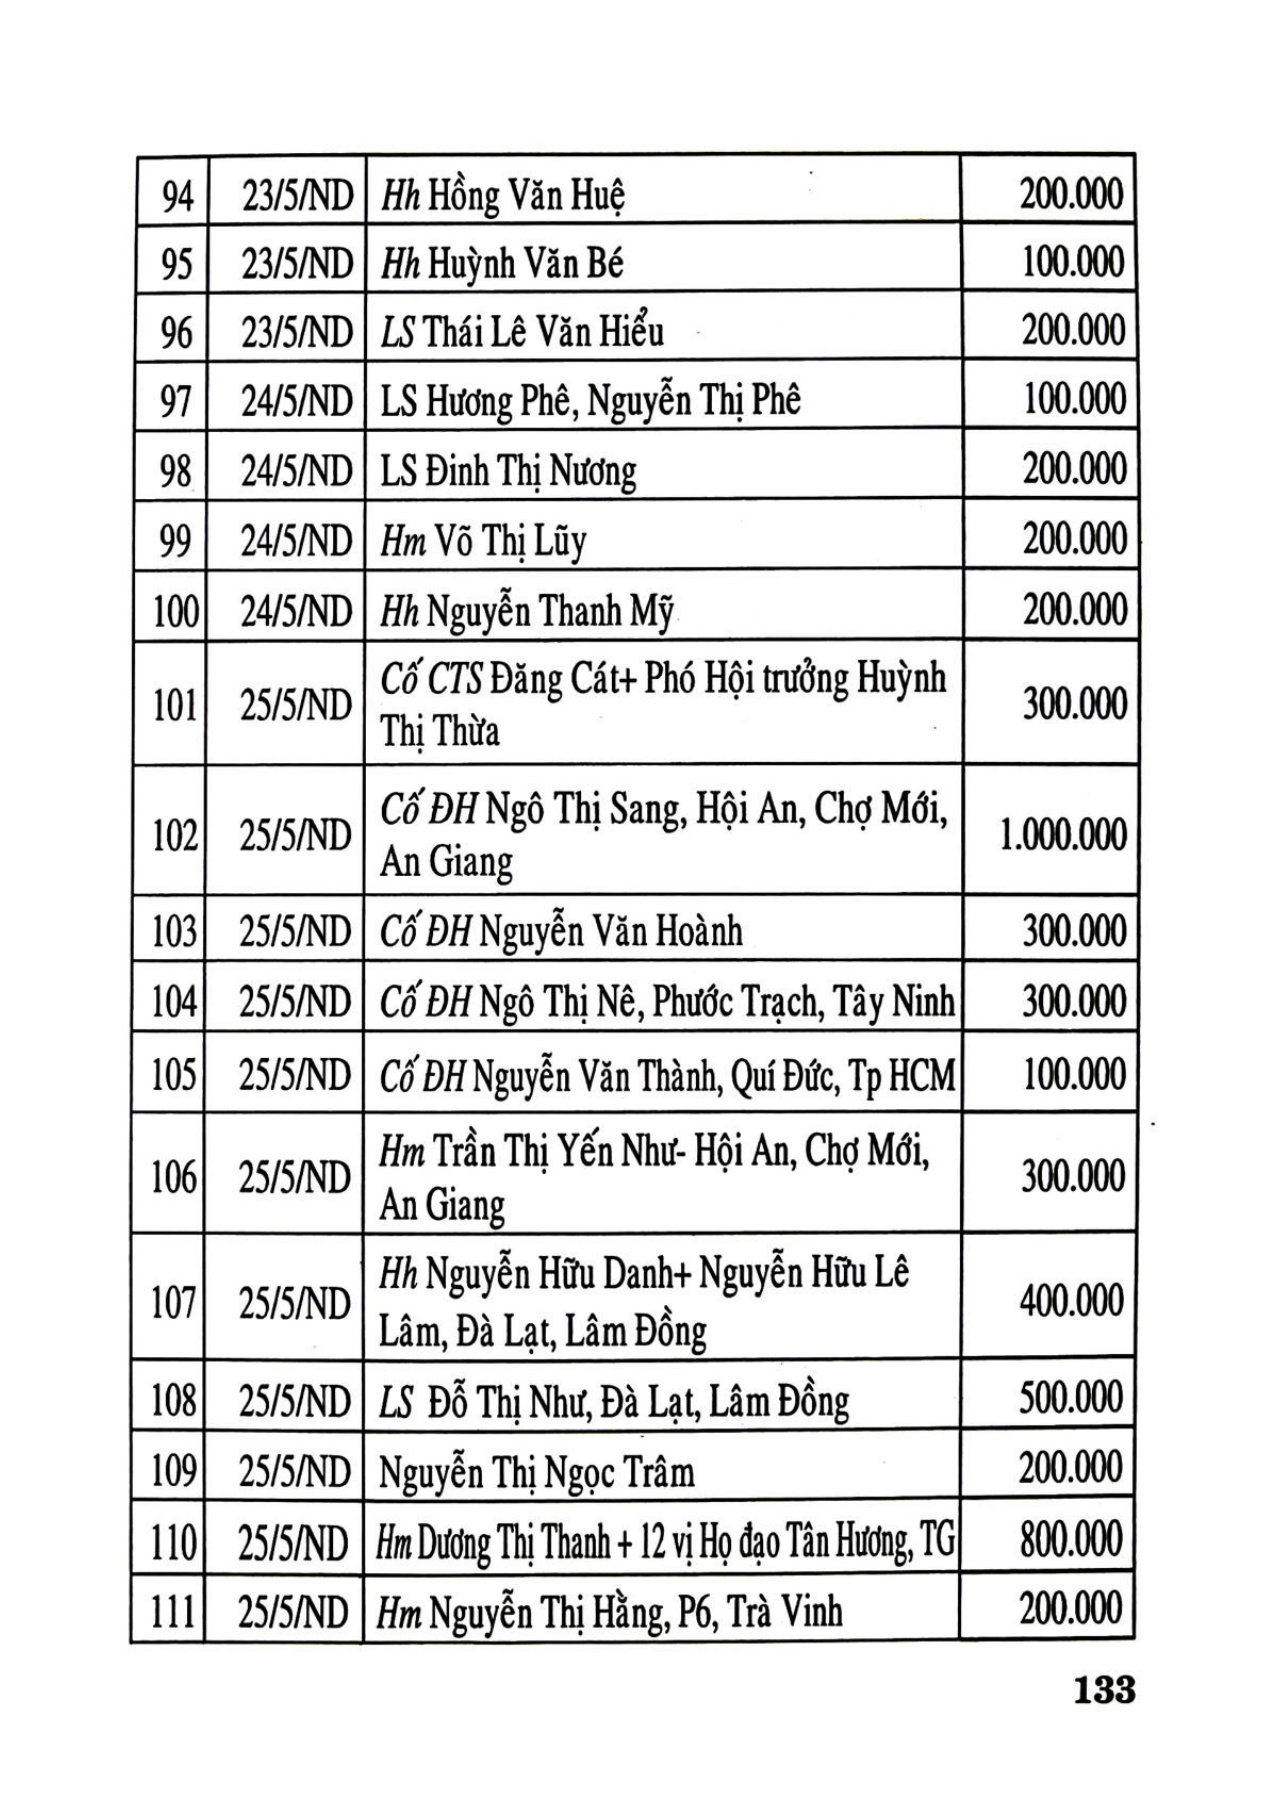 94 23/5/ND Hh Hồng Văn Huệ 200.000
95 23/5/ND Hh Huỳnh Văn Bé 100.000
96 23/5/ND LS Thái Lê Văn Hiểu 200.000
97 24/5/ND LS Hương Phê, Nguyễn Thị Phê 100.000
98 24/5/ND LS Đinh Thị Nương 200.000
99 24/5/ND Hm Võ Thị Lũy 200.000
100 24/5/ND Hh Nguyễn Thanh Mỹ 200.000
101 25/5/ND Cố CTS Đăng Cát+ Phó Hội trưởng Huỳnh
Thị Thừa 300.000
102 25/5/ND Cố ĐH Ngô Thị Sang, Hội An, Chợ Mới,
An Giang 1.000.000
103 25/5/ND Cố ĐH Nguyễn Văn Hoành 300.000
104 25/5/ND Cố ĐH Ngô Thị Nê, Phước Trạch, Tây Ninh 300.000
105 25/5/ND Cố ĐH Nguyễn Văn Thành, Quí Đức, Tp HCM 100.000
106 25/5/ND Hm Trần Thị Yến Như- Hội An, Chợ Mới,
An Giang 300.000
107 25/5/ND Hh Nguyễn Hữu Danh+ Nguyễn Hữu Lê
Lâm, Đà Lạt, Lâm Đồng 400.000
108 25/5/ND LS Đỗ Thị Như, Đà Lạt, Lâm Đồng 500.000
109 25/5/ND Nguyễn Thị Ngọc Trâm 200.000
110 25/5/ND Hm Dương Thị Thanh + 12 vị Họ đạo Tân Hương, TG 800.000
111 25/5/ND Hm Nguyễn Thị Hằng, P6, Trà Vinh 200.000
133